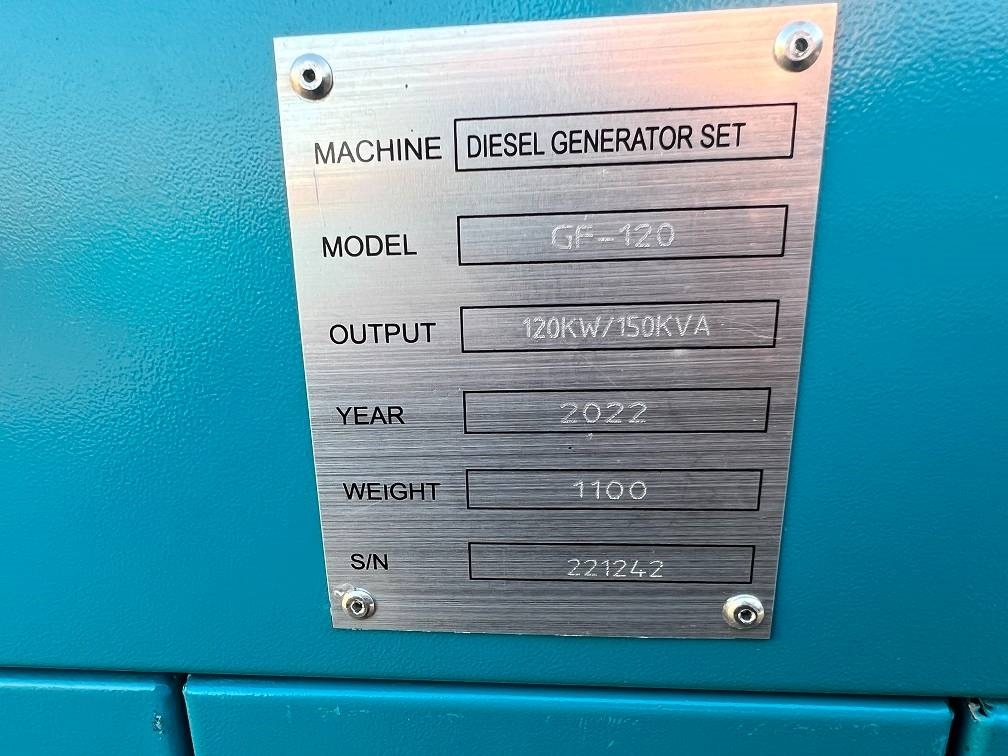 MACHINE DIESEL GENERATOR SET
MODEL GF-120
OUTPUT 120KW/150KVA
YEAR 2022
WEIGHT 1100
S/N 221242